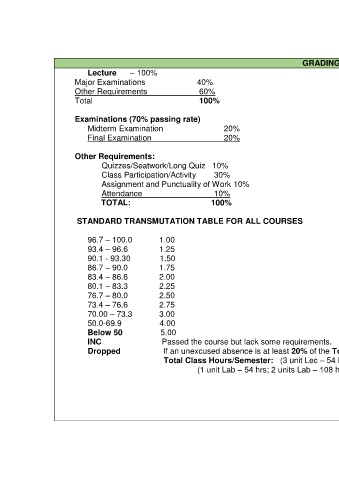 GRADING
Lecture – 100%
Major Examinations 40%
Other Requirements 60%
Total 100%
Examinations (70% passing rate)
Midterm Examination 20%
Final Examination 20%
Other Requirements:
Quizzes/Seatwork/Long Quiz 10%
Class Participation/Activity 30%
Assignment and Punctuality of Work 10%
Attendance 10%
TOTAL: 100%
STANDARD TRANSMUTATION TABLE FOR ALL COURSES
96.7 – 100.0 1.00
93.4 – 96.6 1.25
90.1 - 93.30 1.50
86.7 – 90.0 1.75
83.4 – 86.6 2.00
80.1 – 83.3 2.25
76.7 – 80.0 2.50
73.4 – 76.6 2.75
70.00 – 73.3 3.00
50.0-69.9 4.00
Below 50 5.00
INC Passed the course but lack some requirements.
Dropped If an unexcused absence is at least 20% of the
Total Class Hours/Semester: (3 unit Lec – 54
(1 unit Lab – 54 hrs; 2 units Lab – 108 h